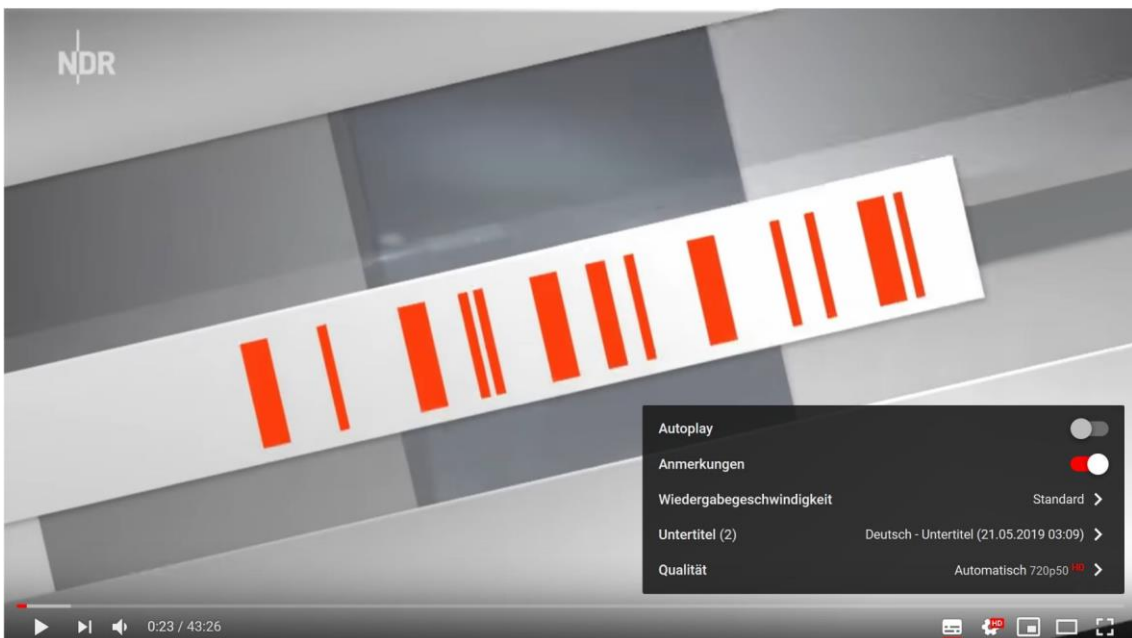 NDR
Autoplay
Anmerkungen
Wiedergabegeschwindigkeit Standard
Untertitel (2) Deutsch - Untertitel (21.05.2019 03:09)
Qualität Automatisch 720p50 HD
0:23 / 43:26
HD